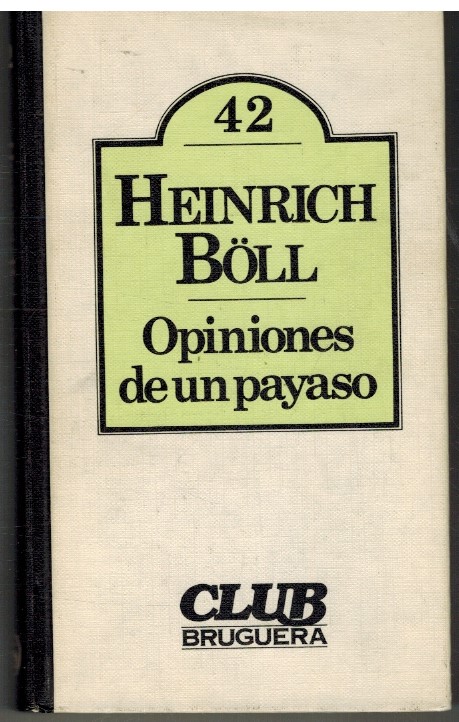 42
HEINRICH
BÖLL
Opiniones
de un payaso
CLUB
BRUGUERA